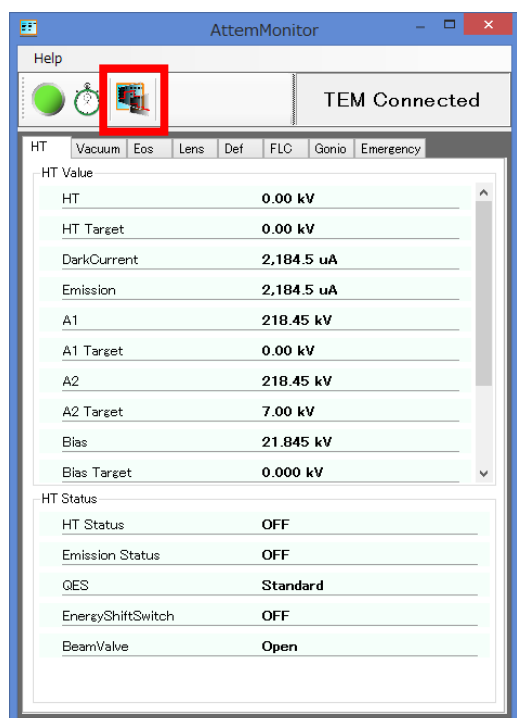 AttemMonitor
Help
TEM Connected
HT Vacuum Eos Lens Def FLC Gonio Emergency
HT Value
HT 0.00 kV
HT Target 0.00 kV
DarkCurrent 2,184.5 uA
Emission 2,184.5 uA
A1 218.45 kV
A1 Target 0.00 kV
A2 218.45 kV
A2 Target 7.00 kV
Bias 21.845 kV
Bias Target 0.000 kV
HT Status
HT Status OFF
Emission Status OFF
QES Standard
EnergyShiftSwitch OFF
BeamValve Open